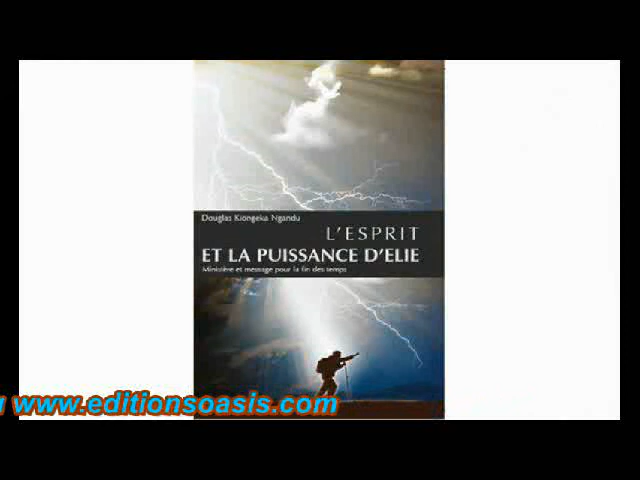 Douglas Kiongeka Ngandu
L'ESPRIT
ET LA PUISSANCE D'ELIE
Ministère et message pour la fin des temps
www.editionsoasis.com